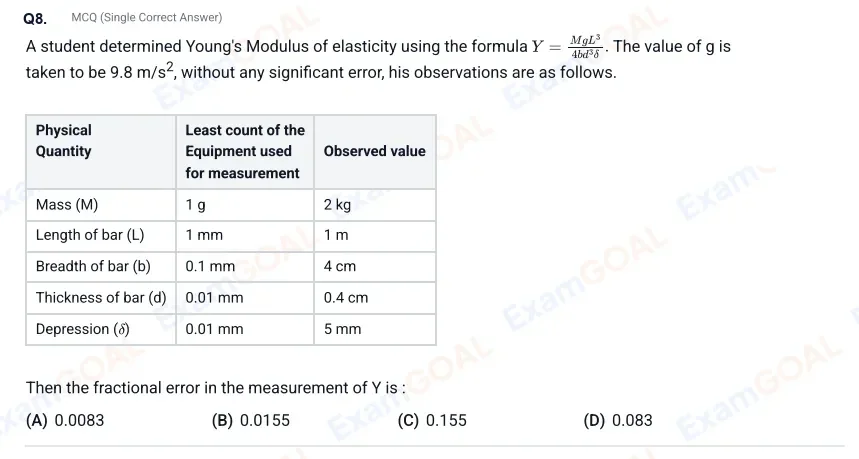 Q8. MCQ (Single Correct Answer)
A student determined Young's Modulus of elasticity using the formula Y = MgL³/4bd³δ. The value of g is
taken to be 9.8 m/s², without any significant error, his observations are as follows.
Physical Quantity | Least count of the Equipment used for measurement | Observed value
Mass (M) | 1 g | 2 kg
Length of bar (L) | 1 mm | 1 m
Breadth of bar (b) | 0.1 mm | 4 cm
Thickness of bar (d) | 0.01 mm | 0.4 cm
Depression (δ) | 0.01 mm | 5 mm
Then the fractional error in the measurement of Y is :
(A) 0.0083 (B) 0.0155 (C) 0.155 (D) 0.083
ExamGOAL